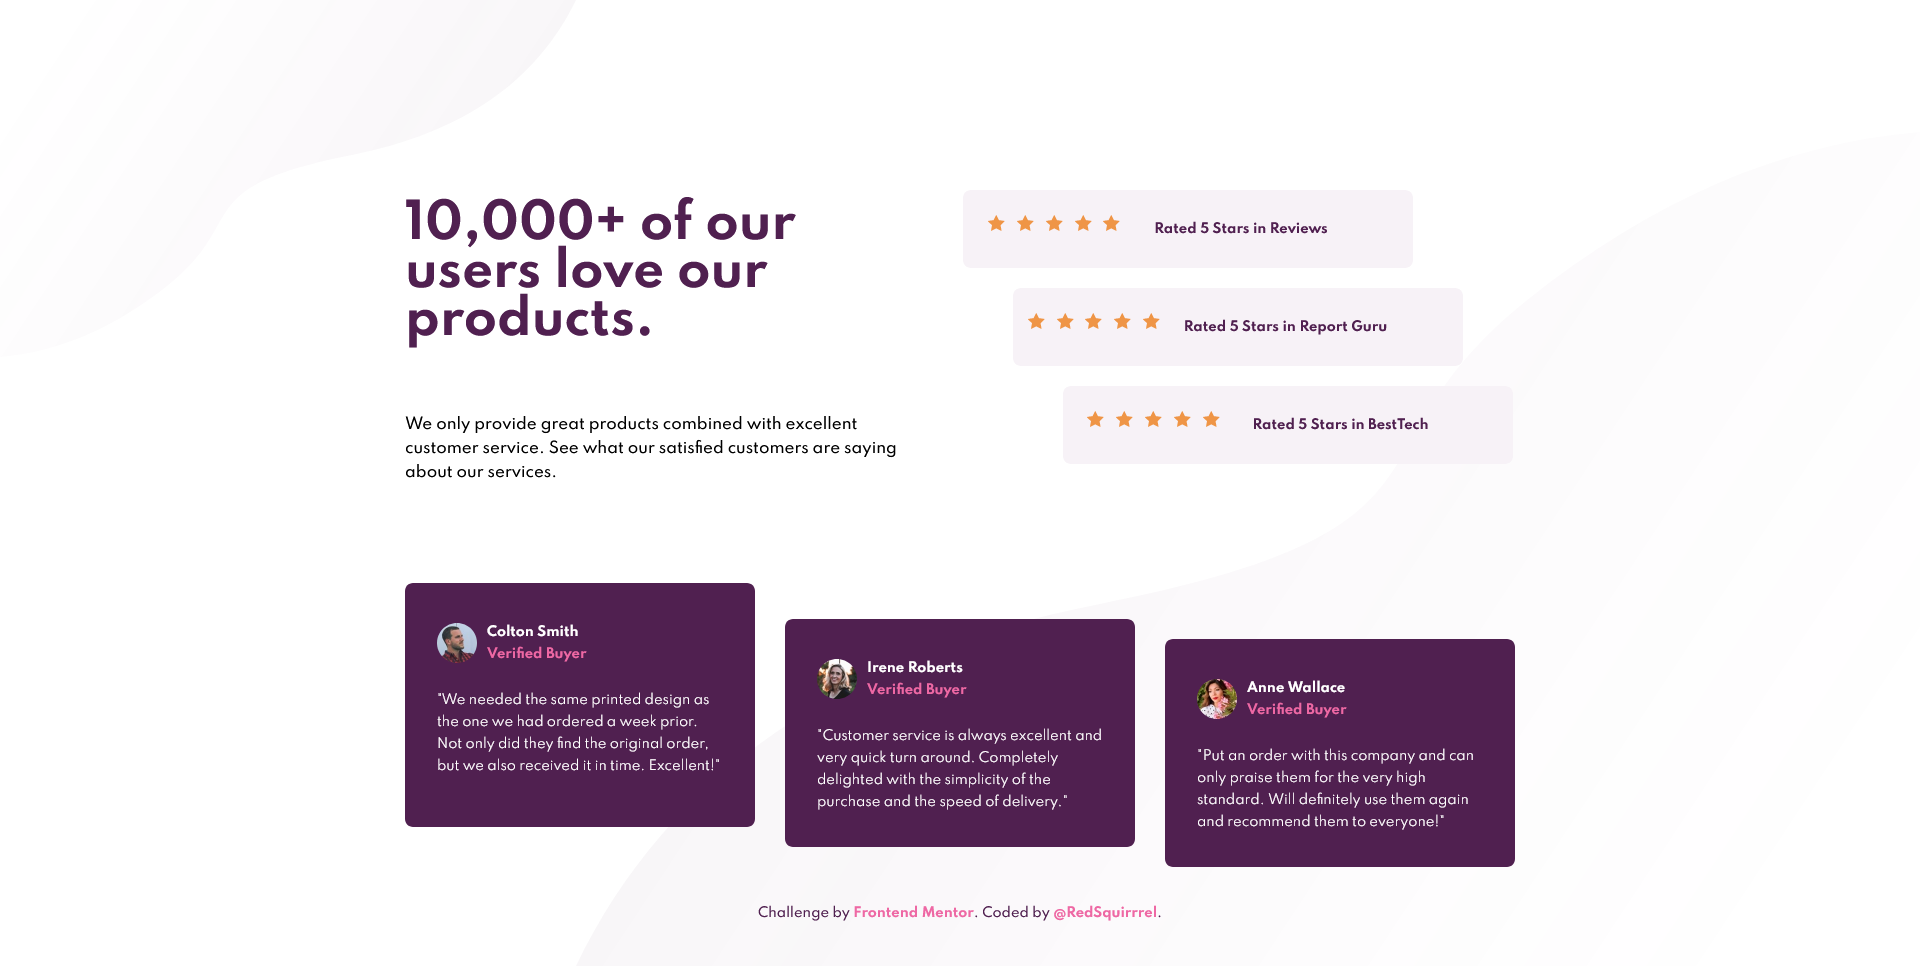 10,000+ of our
users love our
products.
We only provide great products combined with excellent
customer service. See what our satisfied customers are saying
about our services.
Rated 5 Stars in Reviews
Rated 5 Stars in Report Guru
Rated 5 Stars in BestTech
Colton Smith
Verified Buyer
"We needed the same printed design as
the one we had ordered a week prior.
Not only did they find the original order,
but we also received it in time. Excellent!"
Irene Roberts
Verified Buyer
"Customer service is always excellent and
very quick turn around. Completely
delighted with the simplicity of the
purchase and the speed of delivery."
Anne Wallace
Verified Buyer
"Put an order with this company and can
only praise them for the very high
standard. Will definitely use them again
and recommend them to everyone!"
Challenge by Frontend Mentor. Coded by @RedSquirrrel.